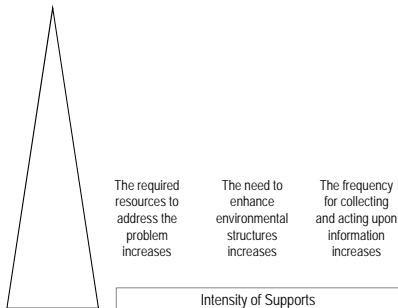 The required
resources to
address the
problem
increases
The need to
enhance
environmental
structures
increases
The frequency
for collecting
and acting upon
information
increases
Intensity of Supports